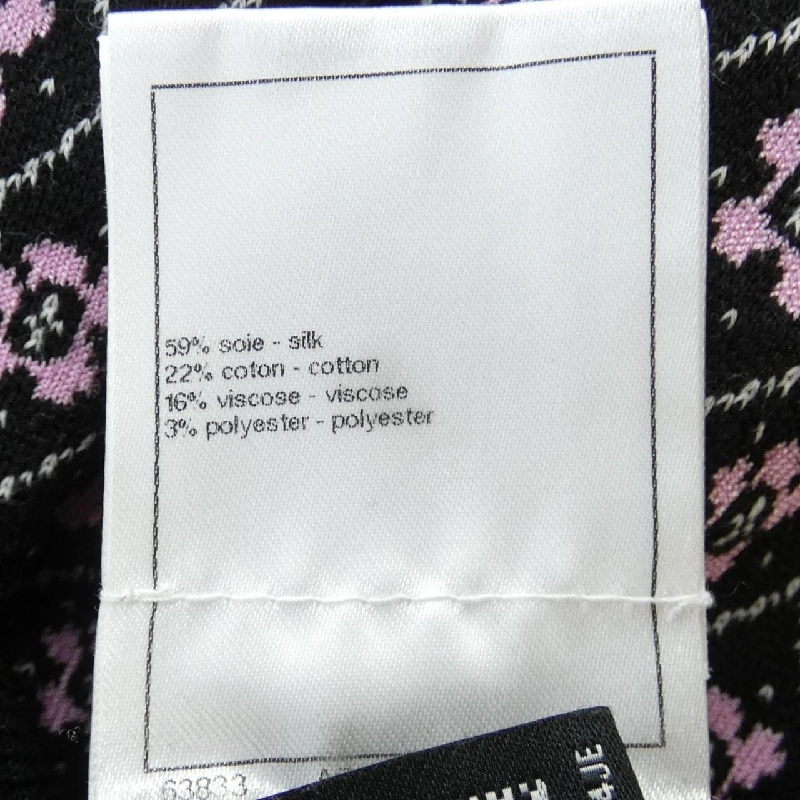 59% soie - silk
22% coton - cotton
16% viscose - viscose
3% polyester - polyester
63833